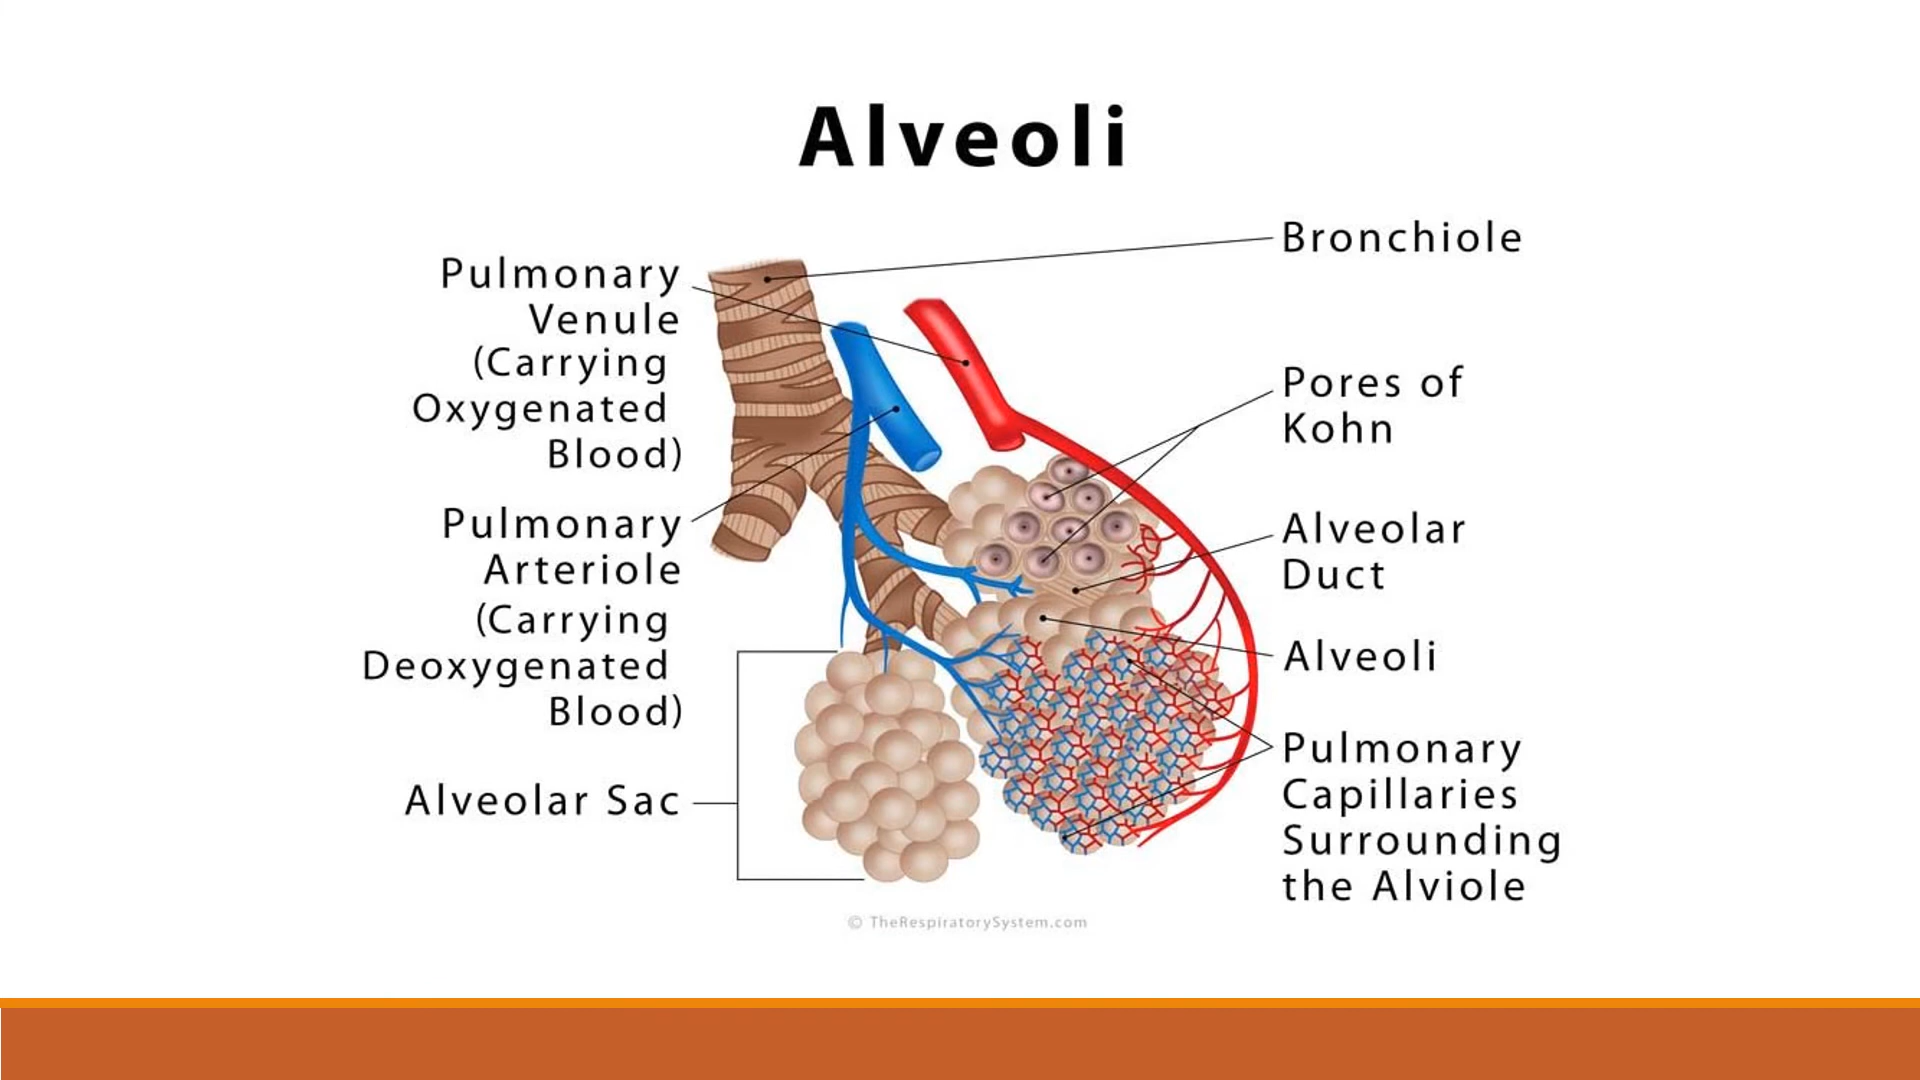 Alveoli
Pulmonary
Venule
(Carrying
Oxygenated
Blood)
Pulmonary
Arteriole
(Carrying
Deoxygenated
Blood)
Alveolar Sac
Bronchiole
Pores of
Kohn
Alveolar
Duct
Alveoli
Pulmonary
Capillaries
Surrounding
the Alviole
© TheRespiratorySystem.com